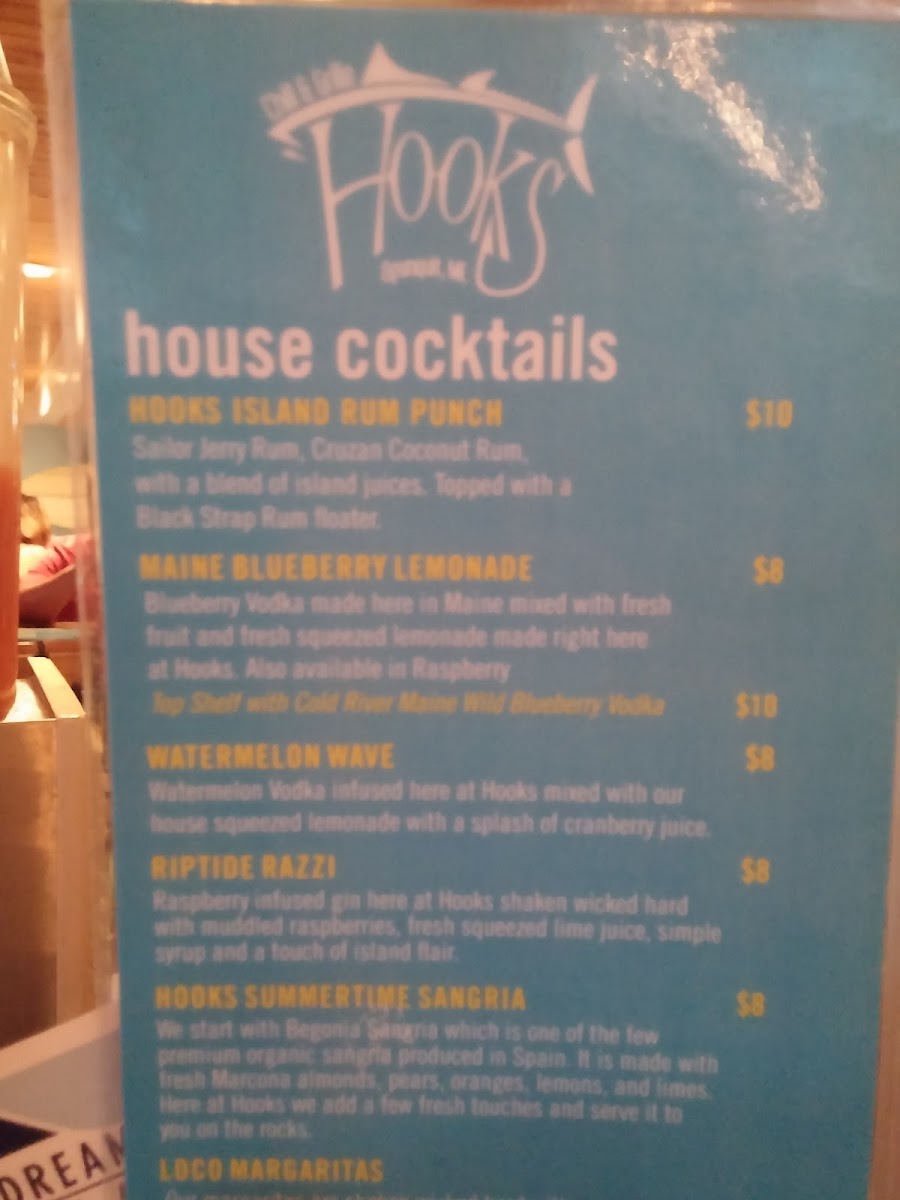 Chill & Grille
HOOKS
Ogunquit, ME
house cocktails
HOOKS ISLAND RUM PUNCH $10
Sailor Jerry Rum, Cruzan Coconut Rum,
with a blend of island juices. Topped with a
Black Strap Rum floater.
MAINE BLUEBERRY LEMONADE $8
Blueberry Vodka made here in Maine mixed with fresh
fruit and fresh squeezed lemonade made right here
at Hooks. Also available in Raspberry
Top Shelf with Cold River Maine Wild Blueberry Vodka $10
WATERMELON WAVE $8
Watermelon Vodka infused here at Hooks mixed with our
house squeezed lemonade with a splash of cranberry juice.
RIPTIDE RAZZI $8
Raspberry infused gin here at Hooks shaken wicked hard
with muddled raspberries, fresh squeezed lime juice, simple
syrup and a touch of island flair.
HOOKS SUMMERTIME SANGRIA $8
We start with Begonia Sangria which is one of the few
premium organic sangria produced in Spain. It is made with
fresh Marcona almonds, pears, oranges, lemons, and limes.
Here at Hooks we add a few fresh touches and serve it to
you on the rocks.
LOCO MARGARITAS
DREAM